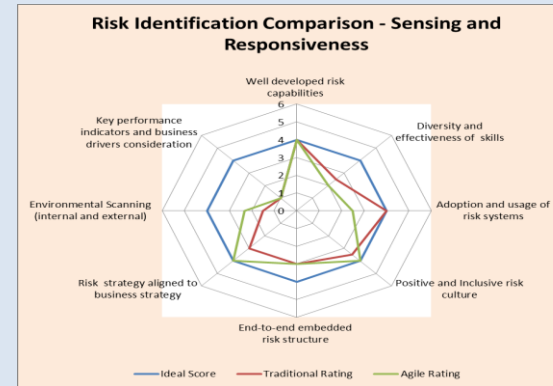 Risk Identification Comparison - Sensing and
Responsiveness
Well developed risk
capabilities
Key performance
indicators and business
drivers consideration
Diversity and
effectiveness of skills
Environmental Scanning
(internal and external)
Adoption and usage of
risk systems
Risk strategy aligned to
business strategy
Positive and Inclusive risk
culture
End-to-end embedded
risk structure
6
5
4
3
2
1
0
Ideal Score
Traditional Rating
Agile Rating